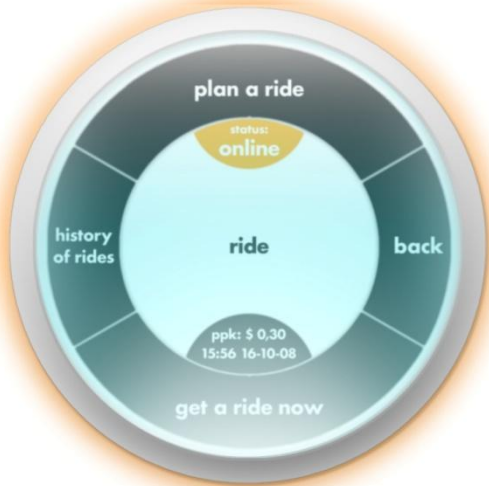 plan a ride
status:
online
history
of rides
ride
back
ppk: $ 0,30
15:56 16-10-08
get a ride now